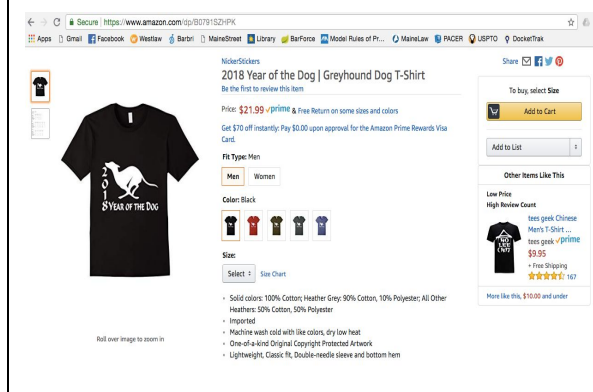 Secure | https://www.amazon.com/dp/B0791SZHPK
Apps Gmail Facebook Westlaw Barbri MaineStreet Library BarForce Model Rules of Pr... MaineLaw PACER USPTO DocketTrak
NickerStickers
2018 Year of the Dog | Greyhound Dog T-Shirt
Be the first to review this item
Price: $21.99 prime & Free Return on some sizes and colors
Get $70 off instantly: Pay $0.00 upon approval for the Amazon Prime Rewards Visa
Card.
Fit Type: Men
Men Women
Color: Black
Size:
Select Size Chart
Solid colors: 100% Cotton; Heather Grey: 90% Cotton, 10% Polyester; All Other
Heathers: 50% Cotton, 50% Polyester
Imported
Machine wash cold with like colors, dry low heat
One-of-a-kind Original Copyright Protected Artwork
Lightweight, Classic fit, Double-needle sleeve and bottom hem
2018
YEAR OF THE DOG
Roll over image to zoom in
Share
To buy, select Size
Add to Cart
Add to List
Other Items Like This
Low Price
High Review Count
tees geek Chinese
Men's T-Shirt ...
tees geek prime
$9.95
+ Free Shipping
167
More like this, $10.00 and under